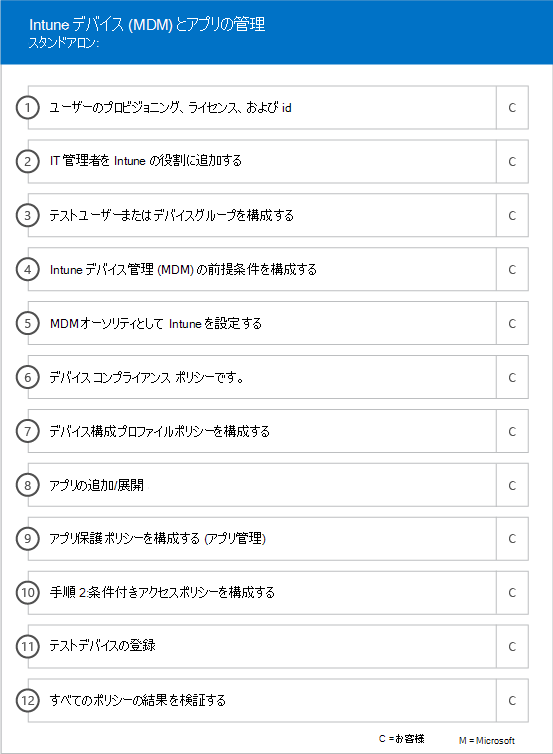 Intune デバイス (MDM) とアプリの管理
スタンドアロン:
1 ユーザーのプロビジョニング、ライセンス、および id C
2 IT 管理者を Intune の役割に追加する C
3 テストユーザーまたはデバイスグループを構成する C
4 Intune デバイス管理 (MDM) の前提条件を構成する C
5 MDM オーソリティとして Intune を設定する C
6 デバイス コンプライアンス ポリシーです。 C
7 デバイス構成プロファイルポリシーを構成する C
8 アプリの追加/展開 C
9 アプリ保護ポリシーを構成する (アプリ管理) C
10 手順 2:条件付きアクセスポリシーを構成する C
11 テストデバイスの登録 C
12 すべてのポリシーの結果を検証する C
C =お客様 M = Microsoft